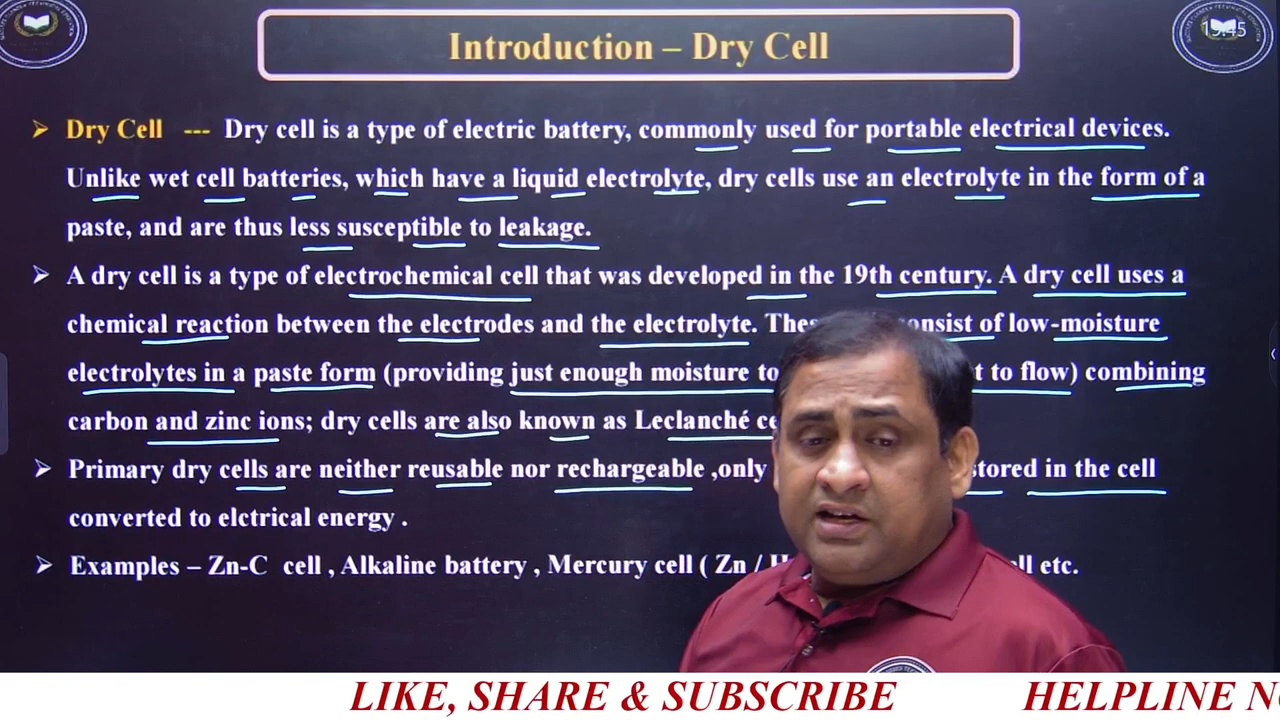 Introduction – Dry Cell
15:45
➢ Dry Cell --- Dry cell is a type of electric battery, commonly used for portable electrical devices.
Unlike wet cell batteries, which have a liquid electrolyte, dry cells use an electrolyte in the form of a
paste, and are thus less susceptible to leakage.
➢ A dry cell is a type of electrochemical cell that was developed in the 19th century. A dry cell uses a
chemical reaction between the electrodes and the electrolyte. consist of low-moisture
electrolytes in a paste form (providing just enough moisture to to flow) combining
carbon and zinc ions; dry cells are also known as Leclanché
➢ Primary dry cells are neither reusable nor rechargeable ,only stored in the cell
converted to elctrical energy .
➢ Examples – Zn-C cell , Alkaline battery , Mercury cell ( Zn / etc.
LIKE, SHARE & SUBSCRIBE HELPLINE